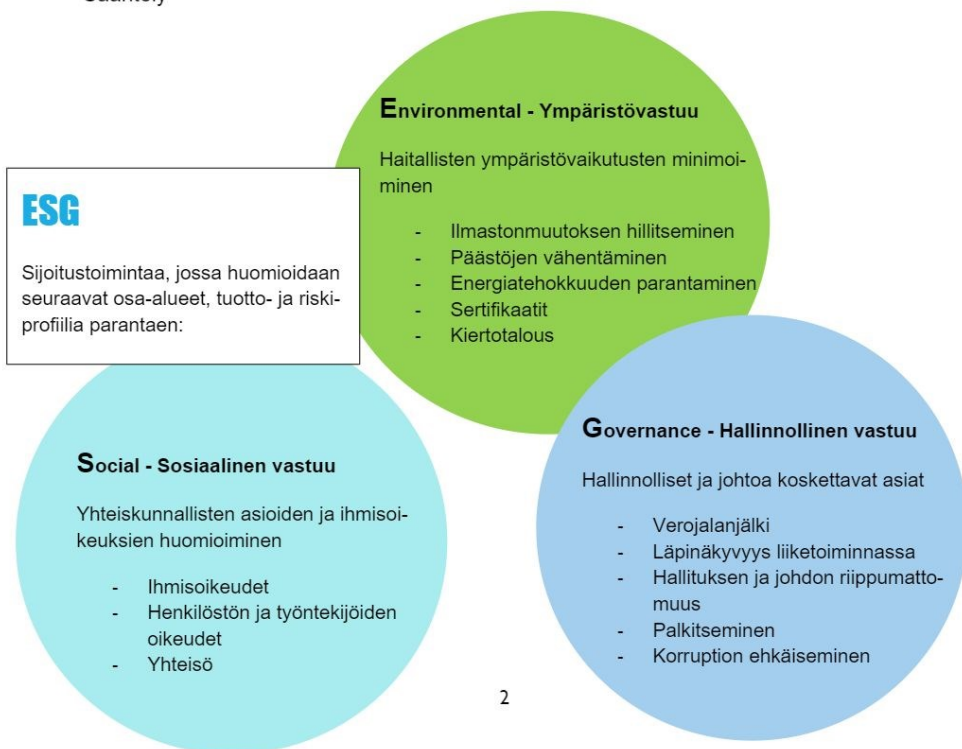 Environmental - Ympäristövastuu
Haitallisten ympäristövaikutusten minimoi-
minen
- Ilmastonmuutoksen hillitseminen
- Päästöjen vähentäminen
- Energiatehokkuuden parantaminen
- Sertifikaatit
- Kiertotalous
ESG
Sijoitustoimintaa, jossa huomioidaan
seuraavat osa-alueet, tuotto- ja riski-
profiilia parantaen:
Social - Sosiaalinen vastuu
Yhteiskunnallisten asioiden ja ihmisoi-
keuksien huomioiminen
- Ihmisoikeudet
- Henkilöstön ja työntekijöiden
oikeudet
- Yhteisö
Governance - Hallinnollinen vastuu
Hallinnolliset ja johtoa koskettavat asiat
- Verojalanjälki
- Läpinäkyvyys liiketoiminnassa
- Hallituksen ja johdon riippumatto-
muus
- Palkitseminen
- Korruption ehkäiseminen
2